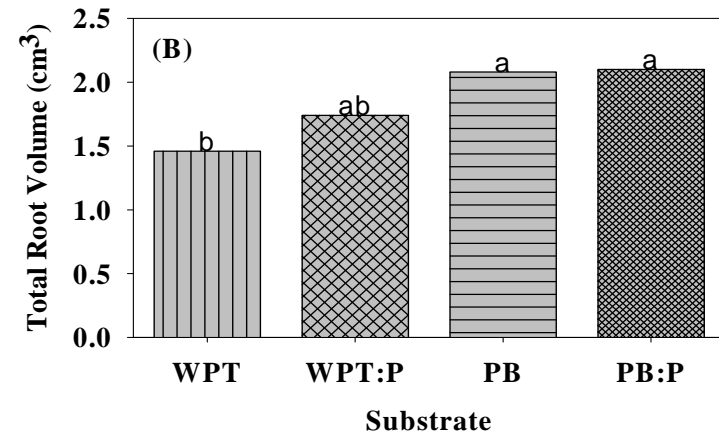 Total Root Volume (cm³)
2.5
2.0
1.5
1.0
0.5
0.0
(B)
b
ab
a
a
WPT WPT:P PB PB:P
Substrate